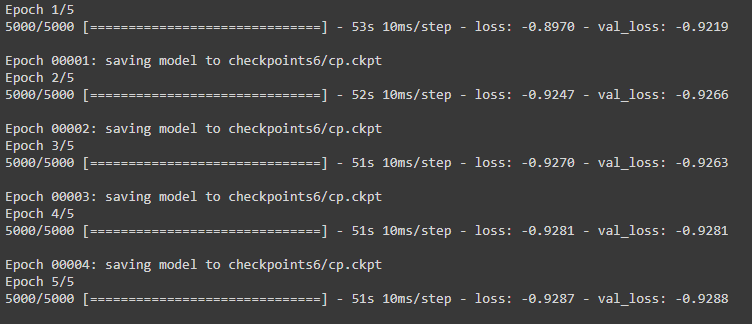 Epoch 1/5
5000/5000 [==============================] - 53s 10ms/step - loss: -0.8970 - val_loss: -0.9219
Epoch 00001: saving model to checkpoints6/cp.ckpt
Epoch 2/5
5000/5000 [==============================] - 52s 10ms/step - loss: -0.9247 - val_loss: -0.9266
Epoch 00002: saving model to checkpoints6/cp.ckpt
Epoch 3/5
5000/5000 [==============================] - 51s 10ms/step - loss: -0.9270 - val_loss: -0.9263
Epoch 00003: saving model to checkpoints6/cp.ckpt
Epoch 4/5
5000/5000 [==============================] - 51s 10ms/step - loss: -0.9281 - val_loss: -0.9281
Epoch 00004: saving model to checkpoints6/cp.ckpt
Epoch 5/5
5000/5000 [==============================] - 51s 10ms/step - loss: -0.9287 - val_loss: -0.9288